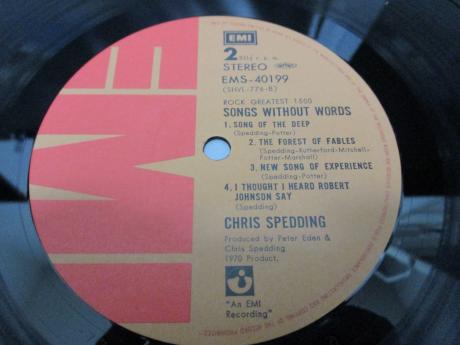 EMI
2
33⅓ r.p.m.
STEREO
EMS-40199
(SHVL-774-B)
ROCK GREATEST 1500
SONGS WITHOUT WORDS
1. SONG OF THE DEEP
(Spedding-Potter)
2. THE FOREST OF FABLES
(Spedding-Rutherford-Mitchell-
Potter-Marshall)
3. NEW SONG OF EXPERIENCE
(Spedding-Potter)
4. I THOUGHT I HEARD ROBERT
JOHNSON SAY
(Spedding)
CHRIS SPEDDING
Produced by Peter Eden &
Chris Spedding
1970 Product,
"An EMI
Recording"
EMI